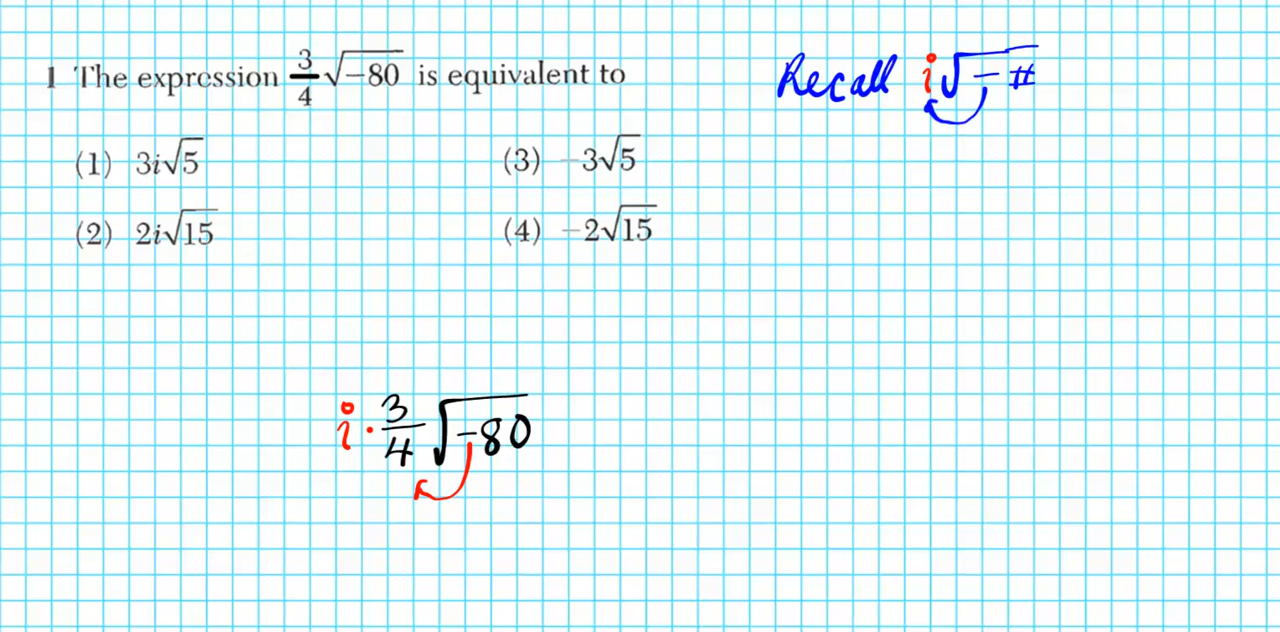 1 The expression 3/4 √-80 is equivalent to
(1) 3i√5
(2) 2i√15
(3) -3√5
(4) -2√15
Recall i√-#
i · 3/4 √-80